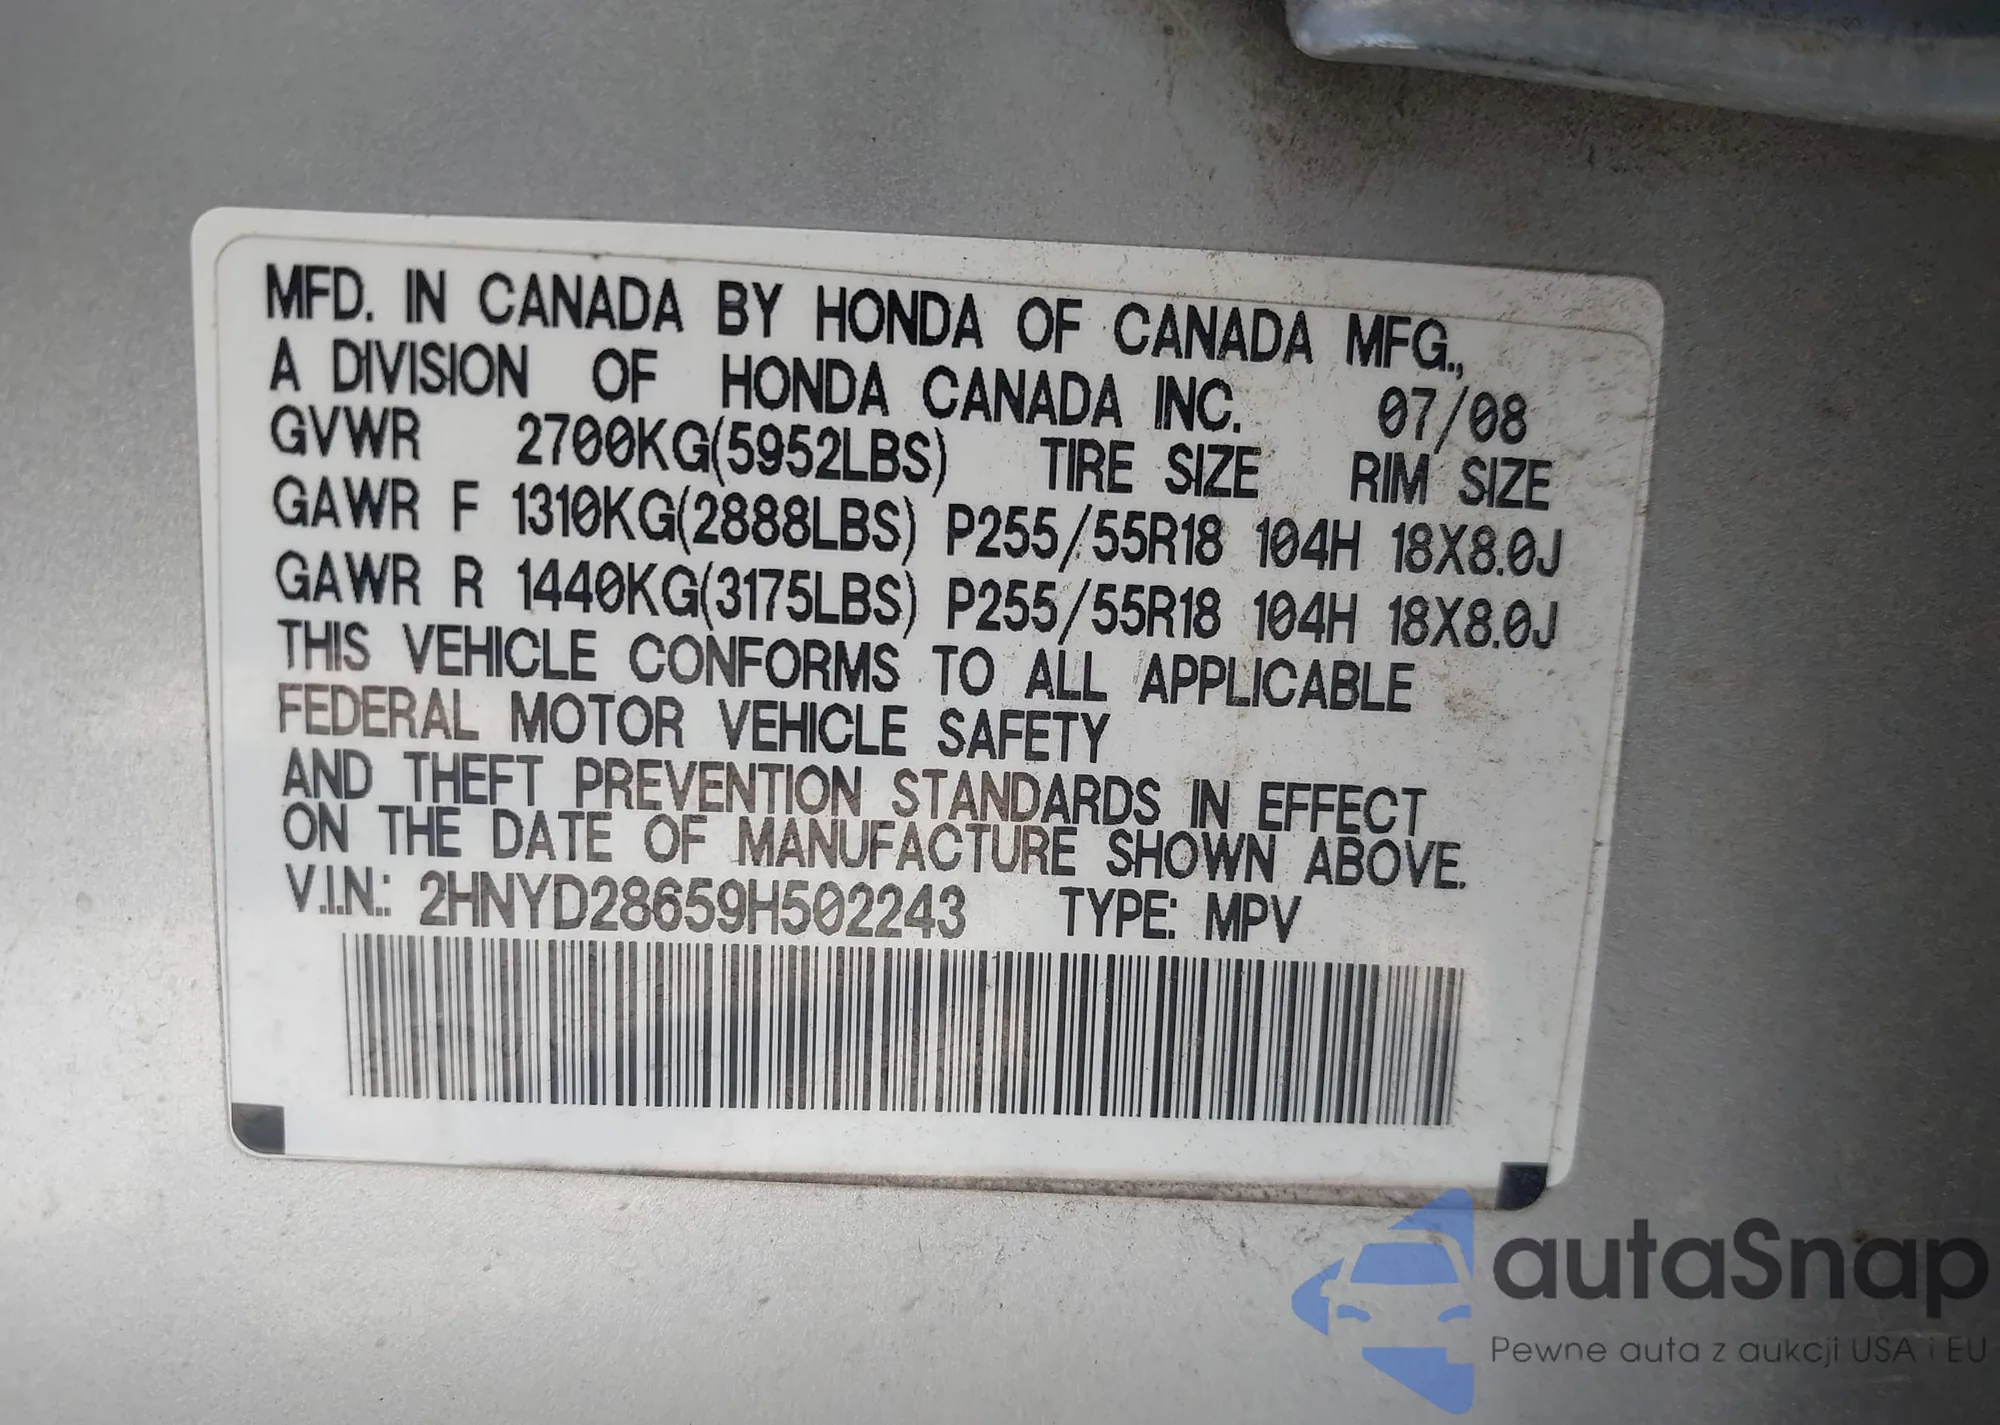 MFD. IN CANADA BY HONDA OF CANADA MFG.,
A DIVISION OF HONDA CANADA INC. 07/08
GVWR 2700KG(5952LBS) TIRE SIZE RIM SIZE
GAWR F 1310KG(2888LBS) P255/55R18 104H 18X8.0J
GAWR R 1440KG(3175LBS) P255/55R18 104H 18X8.0J
THIS VEHICLE CONFORMS TO ALL APPLICABLE
FEDERAL MOTOR VEHICLE SAFETY
AND THEFT PREVENTION STANDARDS IN EFFECT
ON THE DATE OF MANUFACTURE SHOWN ABOVE.
V.I.N.: 2HNYD28659H502243 TYPE: MPV
autaSnap
Pewne auta z aukcji USA i EU